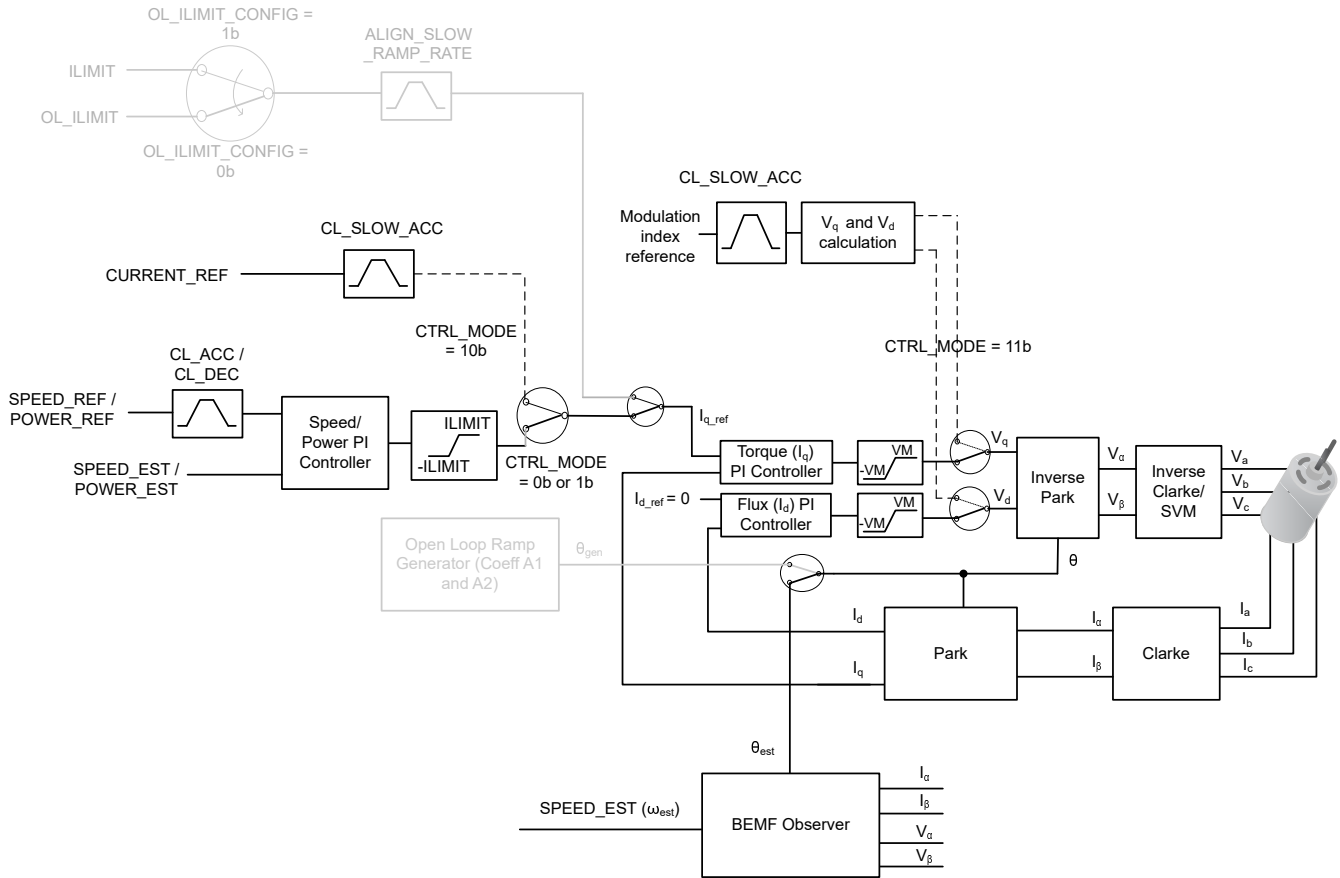 OL_ILIMIT_CONFIG =
1b
ILIMIT
OL_ILIMIT
OL_ILIMIT_CONFIG =
0b
ALIGN_SLOW
_RAMP_RATE
CL_SLOW_ACC
Modulation
index
reference
Vq and Vd
calculation
CL_SLOW_ACC
CURRENT_REF
CTRL_MODE
= 10b
CTRL_MODE = 11b
CL_ACC /
CL_DEC
SPEED_REF /
POWER_REF
SPEED_EST /
POWER_EST
Speed/
Power PI
Controller
ILIMIT
-ILIMIT
CTRL_MODE
= 0b or 1b
Iq_ref
Torque (Iq)
PI Controller
VM
-VM
Vq
Id_ref = 0
Flux (Id) PI
Controller
VM
-VM
Vd
Inverse
Park
Vα
Vβ
Inverse
Clarke/
SVM
Va
Vb
Vc
Open Loop Ramp
Generator (Coeff A1
and A2)
θgen
θ
Id
Iq
Park
Iα
Iβ
Clarke
Ia
Ib
Ic
θest
SPEED_EST (ωest)
BEMF Observer
Iα
Iβ
Vα
Vβ